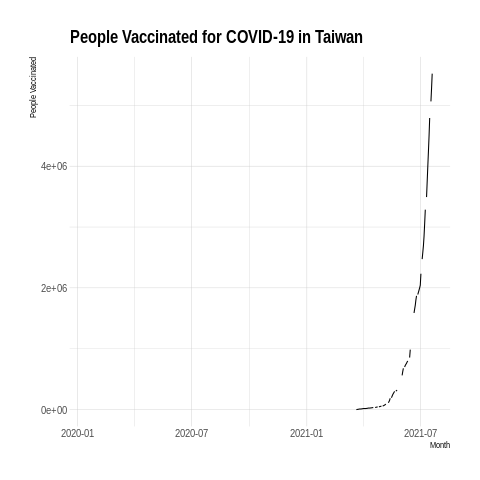 People Vaccinated for COVID-19 in Taiwan
People Vaccinated
4e+06
2e+06
0e+00
2020-01 2020-07 2021-01 2021-07
Month